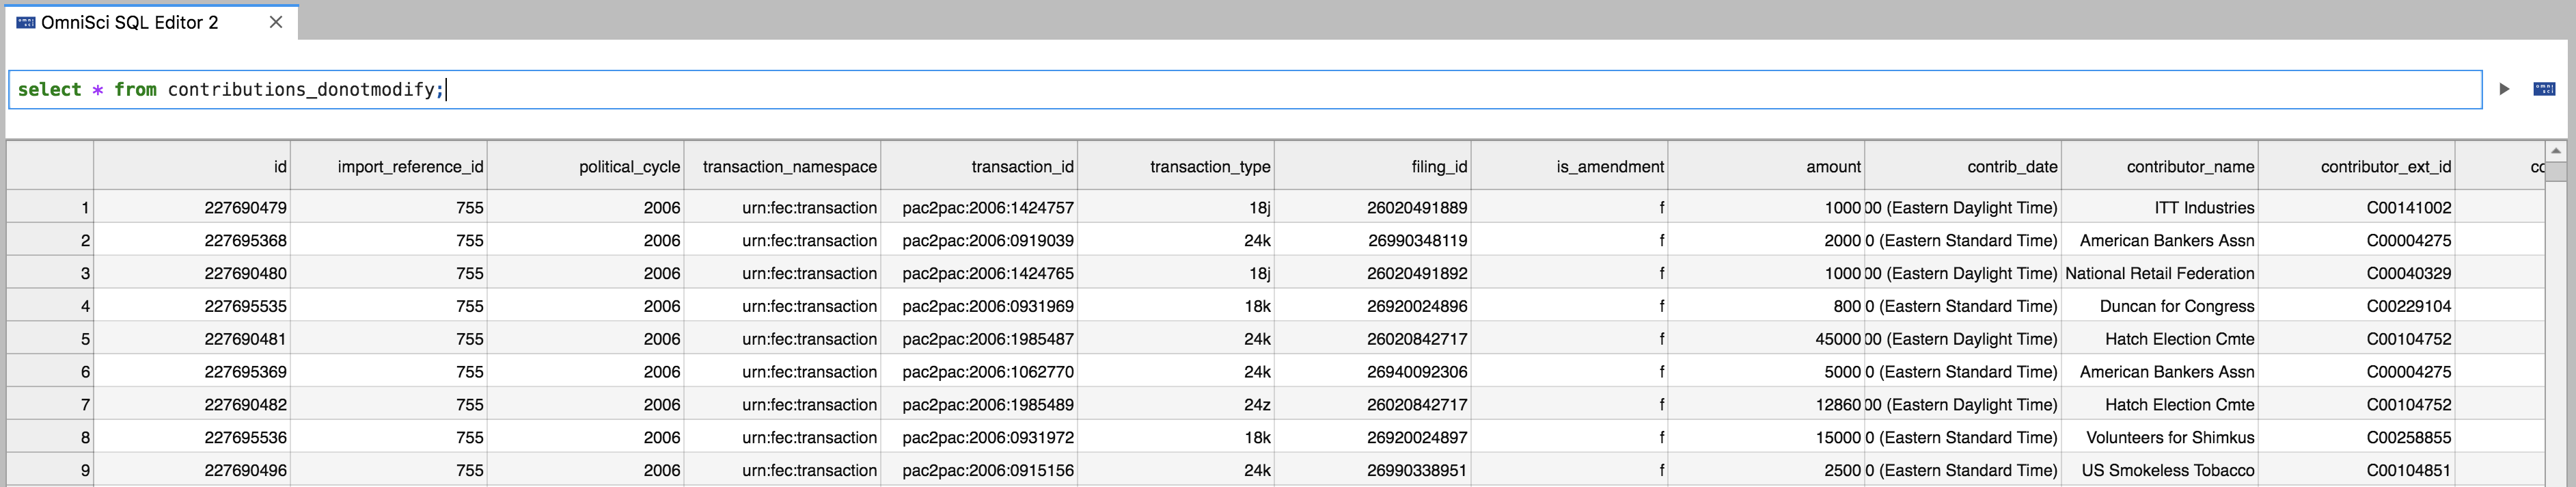 OmniSci SQL Editor 2
select * from contributions_donotmodify;
id import_reference_id political_cycle transaction_namespace transaction_id transaction_type filing_id is_amendment amount contrib_date contributor_name contributor_ext_id
1 227690479 755 2006 urn:fec:transaction pac2pac:2006:1424757 18j 26020491889 f 1000 00 (Eastern Daylight Time) ITT Industries C00141002
2 227695368 755 2006 urn:fec:transaction pac2pac:2006:0919039 24k 26990348119 f 2000 0 (Eastern Standard Time) American Bankers Assn C00004275
3 227690480 755 2006 urn:fec:transaction pac2pac:2006:1424765 18j 26020491892 f 1000 00 (Eastern Daylight Time) National Retail Federation C00040329
4 227695535 755 2006 urn:fec:transaction pac2pac:2006:0931969 18k 26920024896 f 800 0 (Eastern Standard Time) Duncan for Congress C00229104
5 227690481 755 2006 urn:fec:transaction pac2pac:2006:1985487 24k 26020842717 f 45000 00 (Eastern Daylight Time) Hatch Election Cmte C00104752
6 227695369 755 2006 urn:fec:transaction pac2pac:2006:1062770 24k 26940092306 f 5000 0 (Eastern Standard Time) American Bankers Assn C00004275
7 227690482 755 2006 urn:fec:transaction pac2pac:2006:1985489 24z 26020842717 f 12860 00 (Eastern Daylight Time) Hatch Election Cmte C00104752
8 227695536 755 2006 urn:fec:transaction pac2pac:2006:0931972 18k 26920024897 f 15000 0 (Eastern Standard Time) Volunteers for Shimkus C00258855
9 227690496 755 2006 urn:fec:transaction pac2pac:2006:0915156 24k 26990338951 f 2500 0 (Eastern Standard Time) US Smokeless Tobacco C00104851